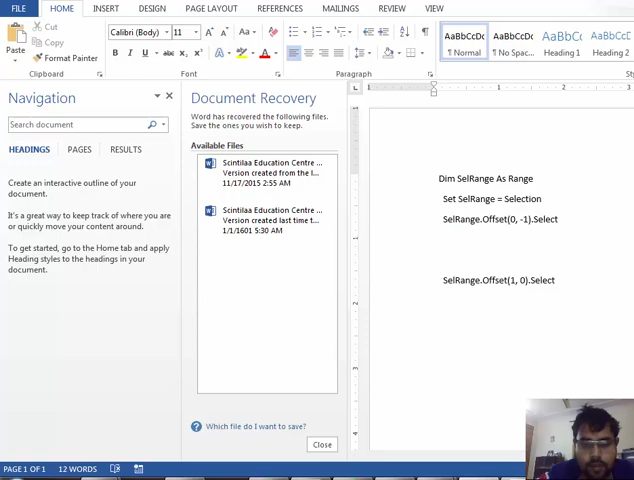 FILE HOME INSERT DESIGN PAGE LAYOUT REFERENCES MAILINGS REVIEW VIEW
Paste
Cut
Copy
Format Painter
Clipboard
Calibri (Body) 11
B I U abc X₂ X²
Font
Paragraph
AaBbCcDc AaBbCcDc AaBbCc AaBbCcC
¶ Normal ¶ No Spac... Heading 1 Heading 2
Navigation
Search document
HEADINGS PAGES RESULTS
Create an interactive outline of your
document.
It's a great way to keep track of where you are
or quickly move your content around.
To get started, go to the Home tab and apply
Heading styles to the headings in your
document.
Document Recovery
Word has recovered the following files.
Save the ones you wish to keep.
Available Files
Scintilaa Education Centre ...
Version created from the l...
11/17/2015 2:55 AM
Scintilaa Education Centre ...
Version created last time t...
1/1/1601 5:30 AM
Which file do I want to save?
Close
Dim SelRange As Range
Set SelRange = Selection
SelRange.Offset(0, -1).Select
SelRange.Offset(1, 0).Select
PAGE 1 OF 1 12 WORDS